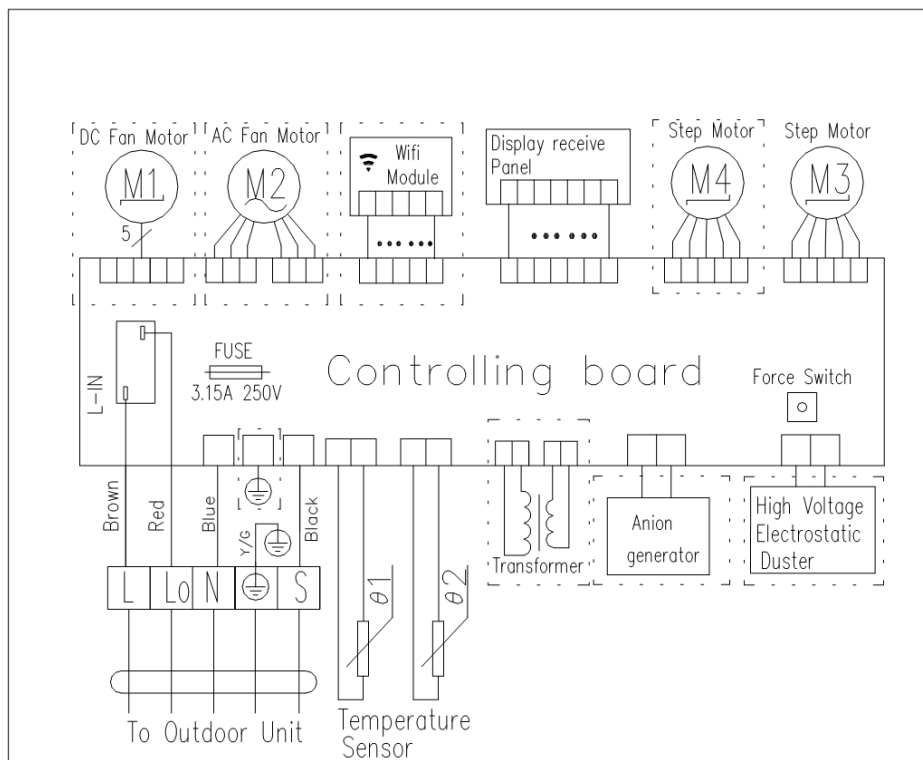 DC Fan Motor
M1
5
AC Fan Motor
M2
Wifi
Module
Display receive
Panel
Step Motor
M4
Step Motor
M3
L-IN
FUSE
3.15A 250V
Controlling board
Force Switch
Brown
Red
Blue
Y/G
Black
L
Lo
N
S
To Outdoor Unit
θ1
θ2
Temperature
Sensor
Transformer
Anion
generator
High Voltage
Electrostatic
Duster